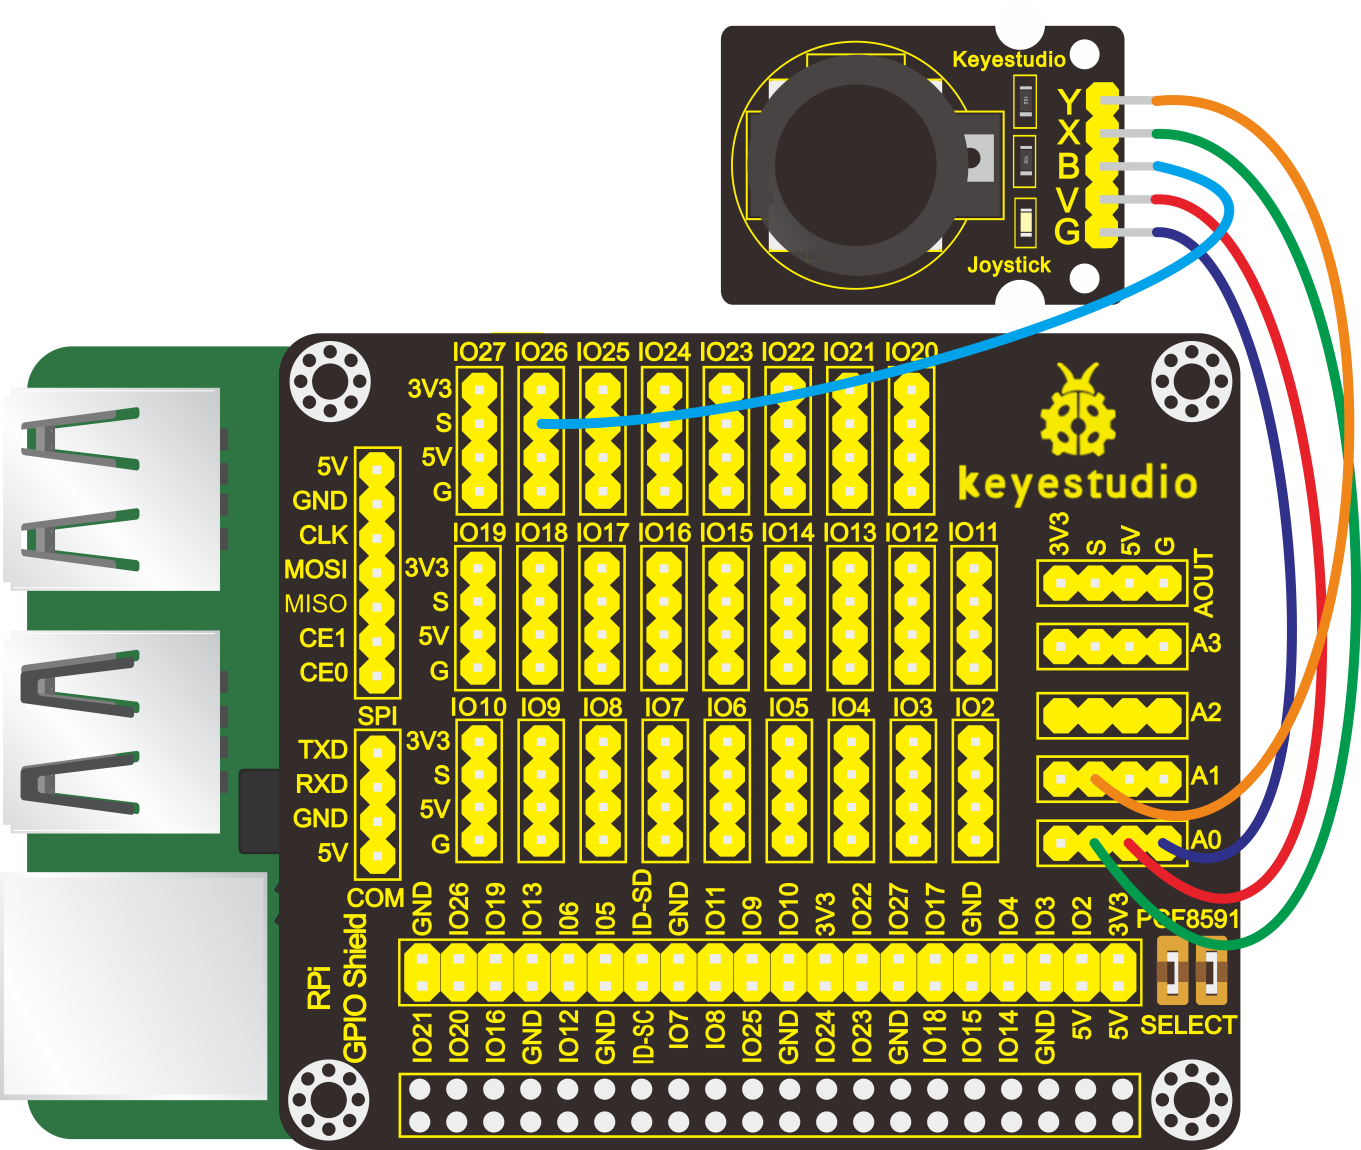 Keyestudio
Y
X
B
V
G
Joystick
IO27 IO26 IO25 IO24 IO23 IO22 IO21 IO20
3V3
S
5V
G
keyestudio
5V
GND
CLK
MOSI
MISO
CE1
CE0
SPI
IO19 IO18 IO17 IO16 IO15 IO14 IO13 IO12 IO11
3V3
S
5V
G
3V3 S 5V G
AOUT
A3
A2
A1
A0
TXD
RXD
GND
5V
COM
IO10 IO9 IO8 IO7 IO6 IO5 IO4 IO3 IO2
3V3
S
5V
G
RPi
GPIO Shield
GND IO26 IO19 IO13 I06 I05 ID-SD GND IO11 IO9 IO10 3V3 IO22 IO27 IO17 GND IO4 IO3 IO2 3V3
PCF8591
IO21 IO20 IO16 GND IO12 GND ID-SC IO7 IO8 IO25 GND IO24 IO23 GND IO18 IO15 IO14 GND 5V 5V
SELECT